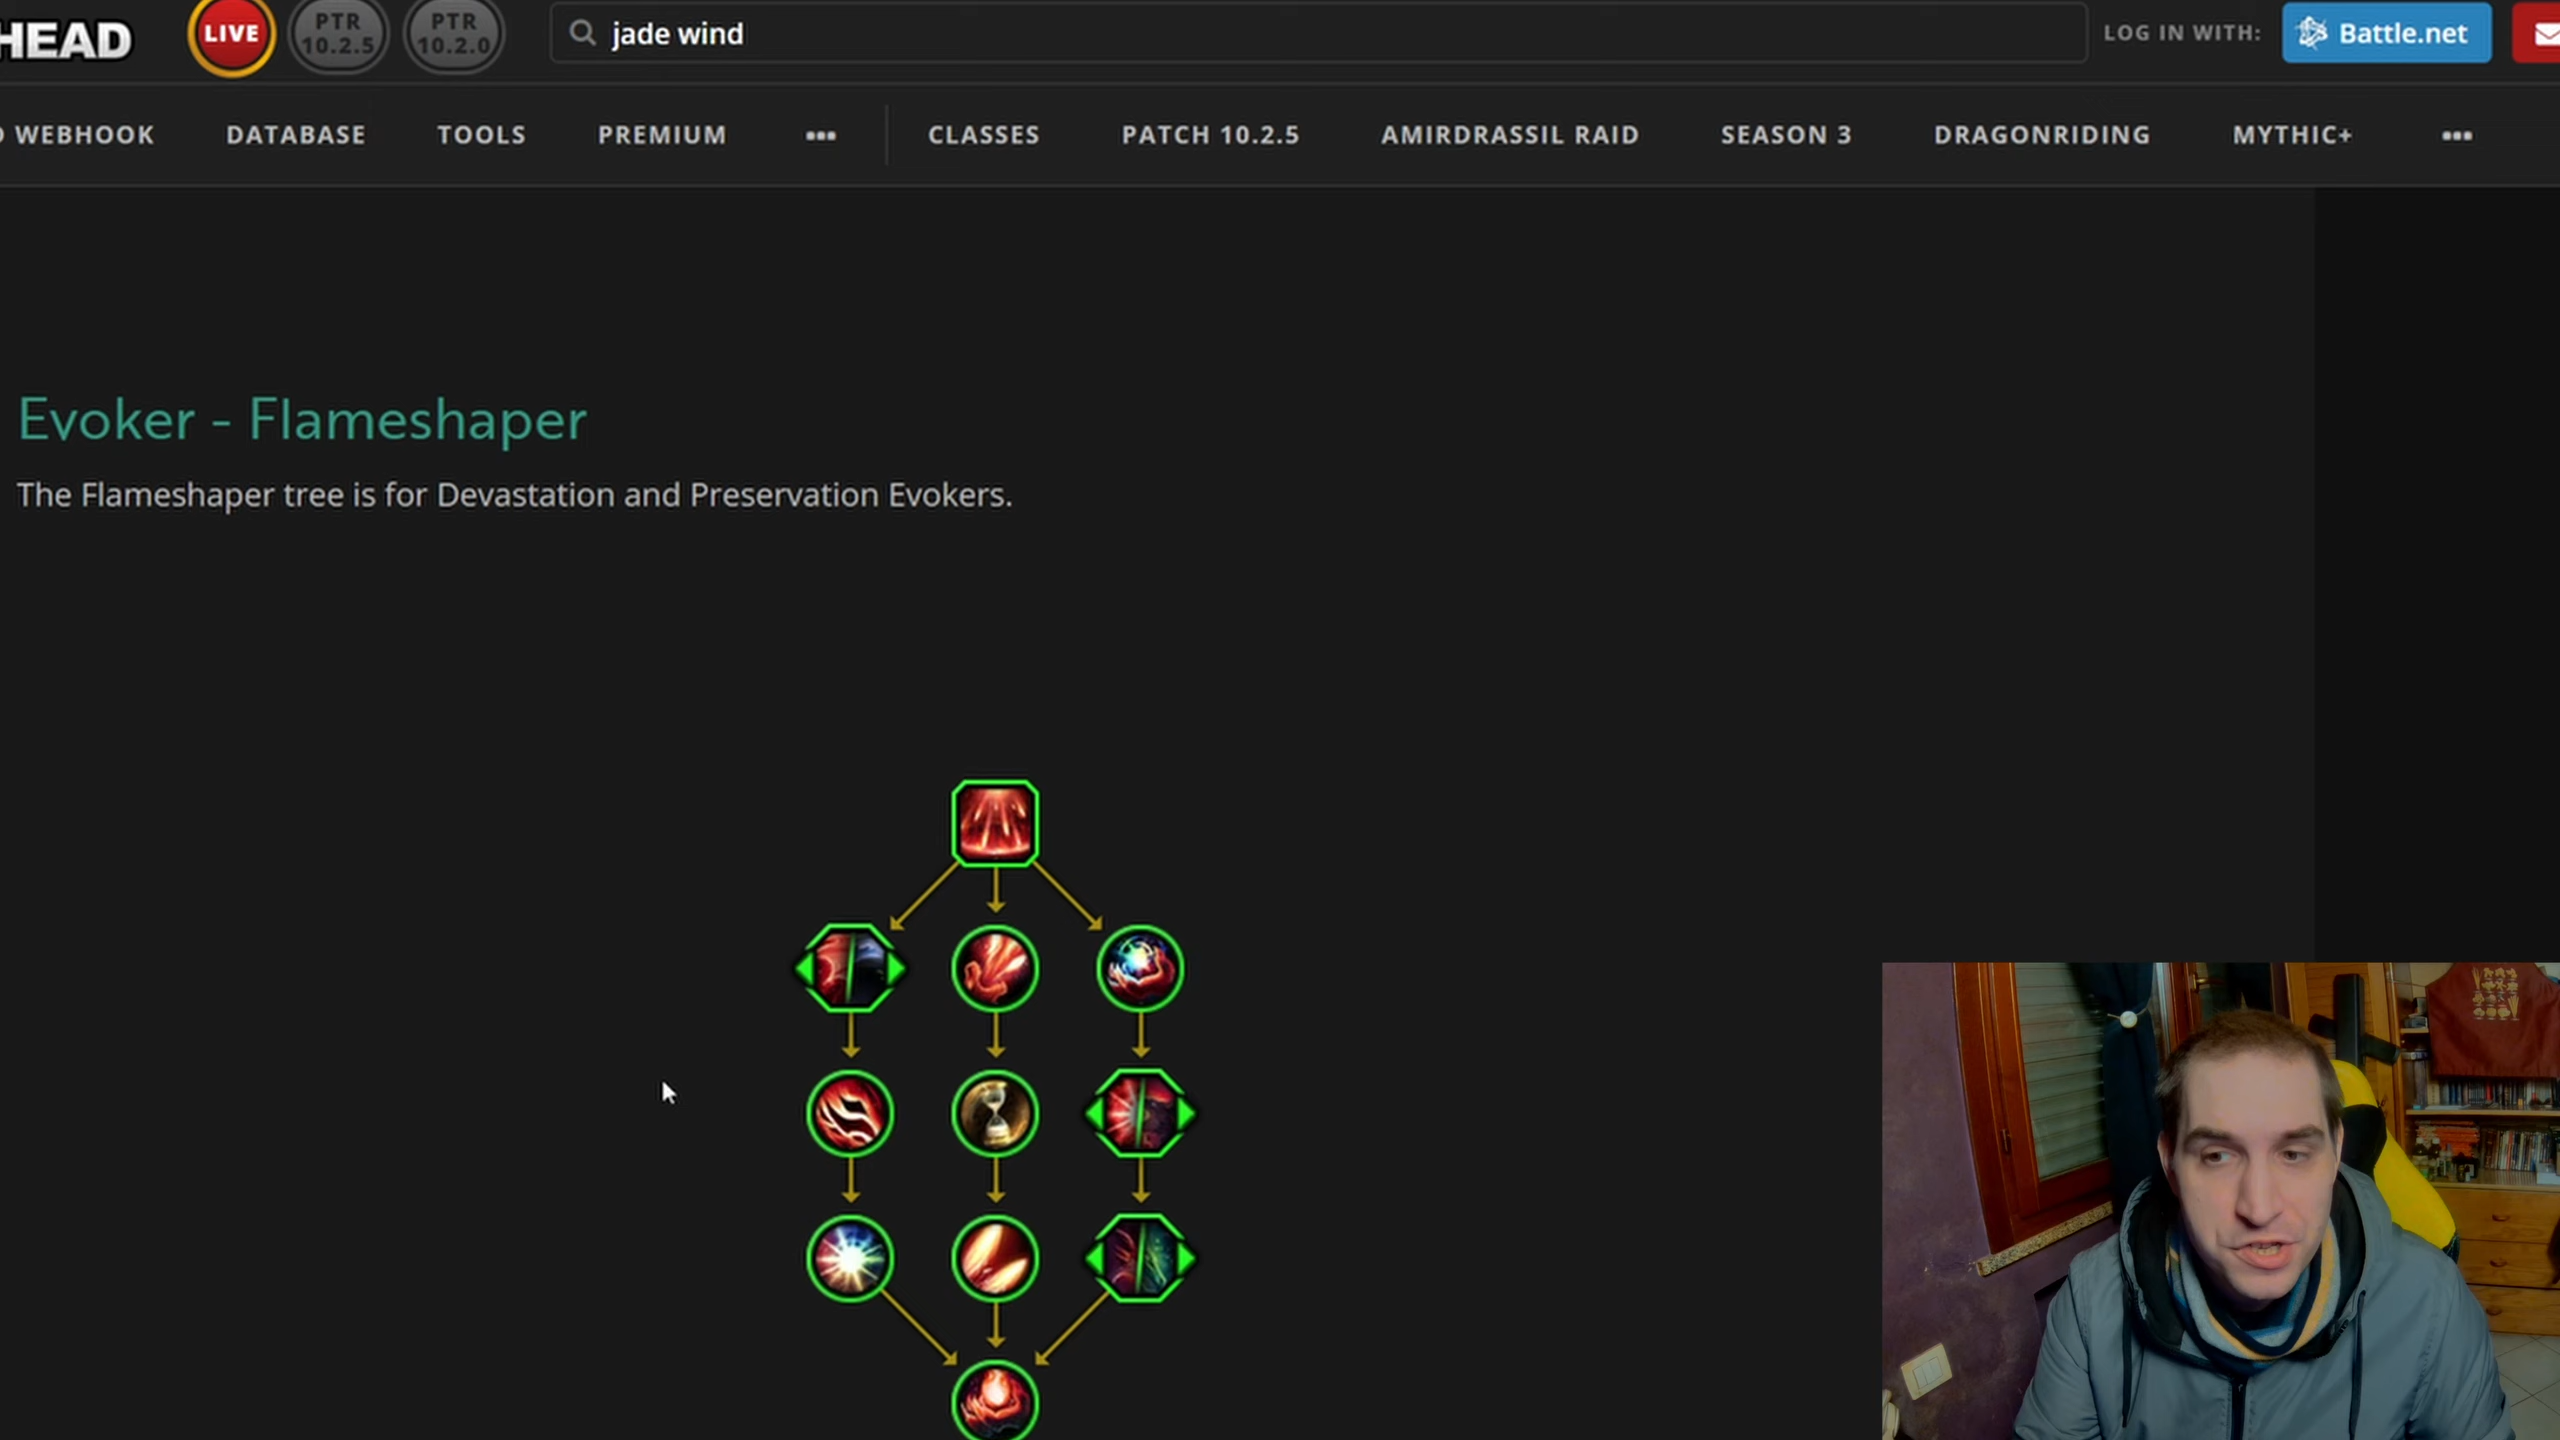 HEAD
LIVE
PTR
10.2.5
PTR
10.2.0
jade wind
LOG IN WITH:
Battle.net
WEBHOOK
DATABASE
TOOLS
PREMIUM
•••
CLASSES
PATCH 10.2.5
AMIRDRASSIL RAID
SEASON 3
DRAGONRIDING
MYTHIC+
•••
Evoker - Flameshaper
The Flameshaper tree is for Devastation and Preservation Evokers.